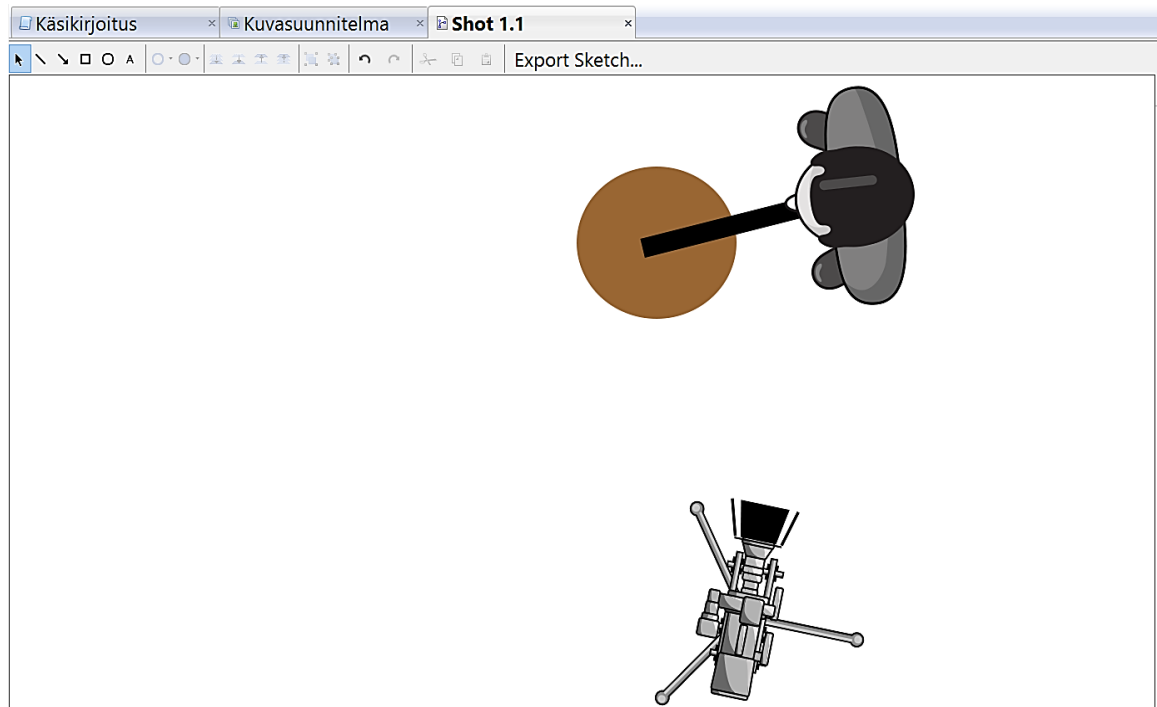 Käsikirjoitus × Kuvasuunnitelma × Shot 1.1 ×
A Export Sketch...